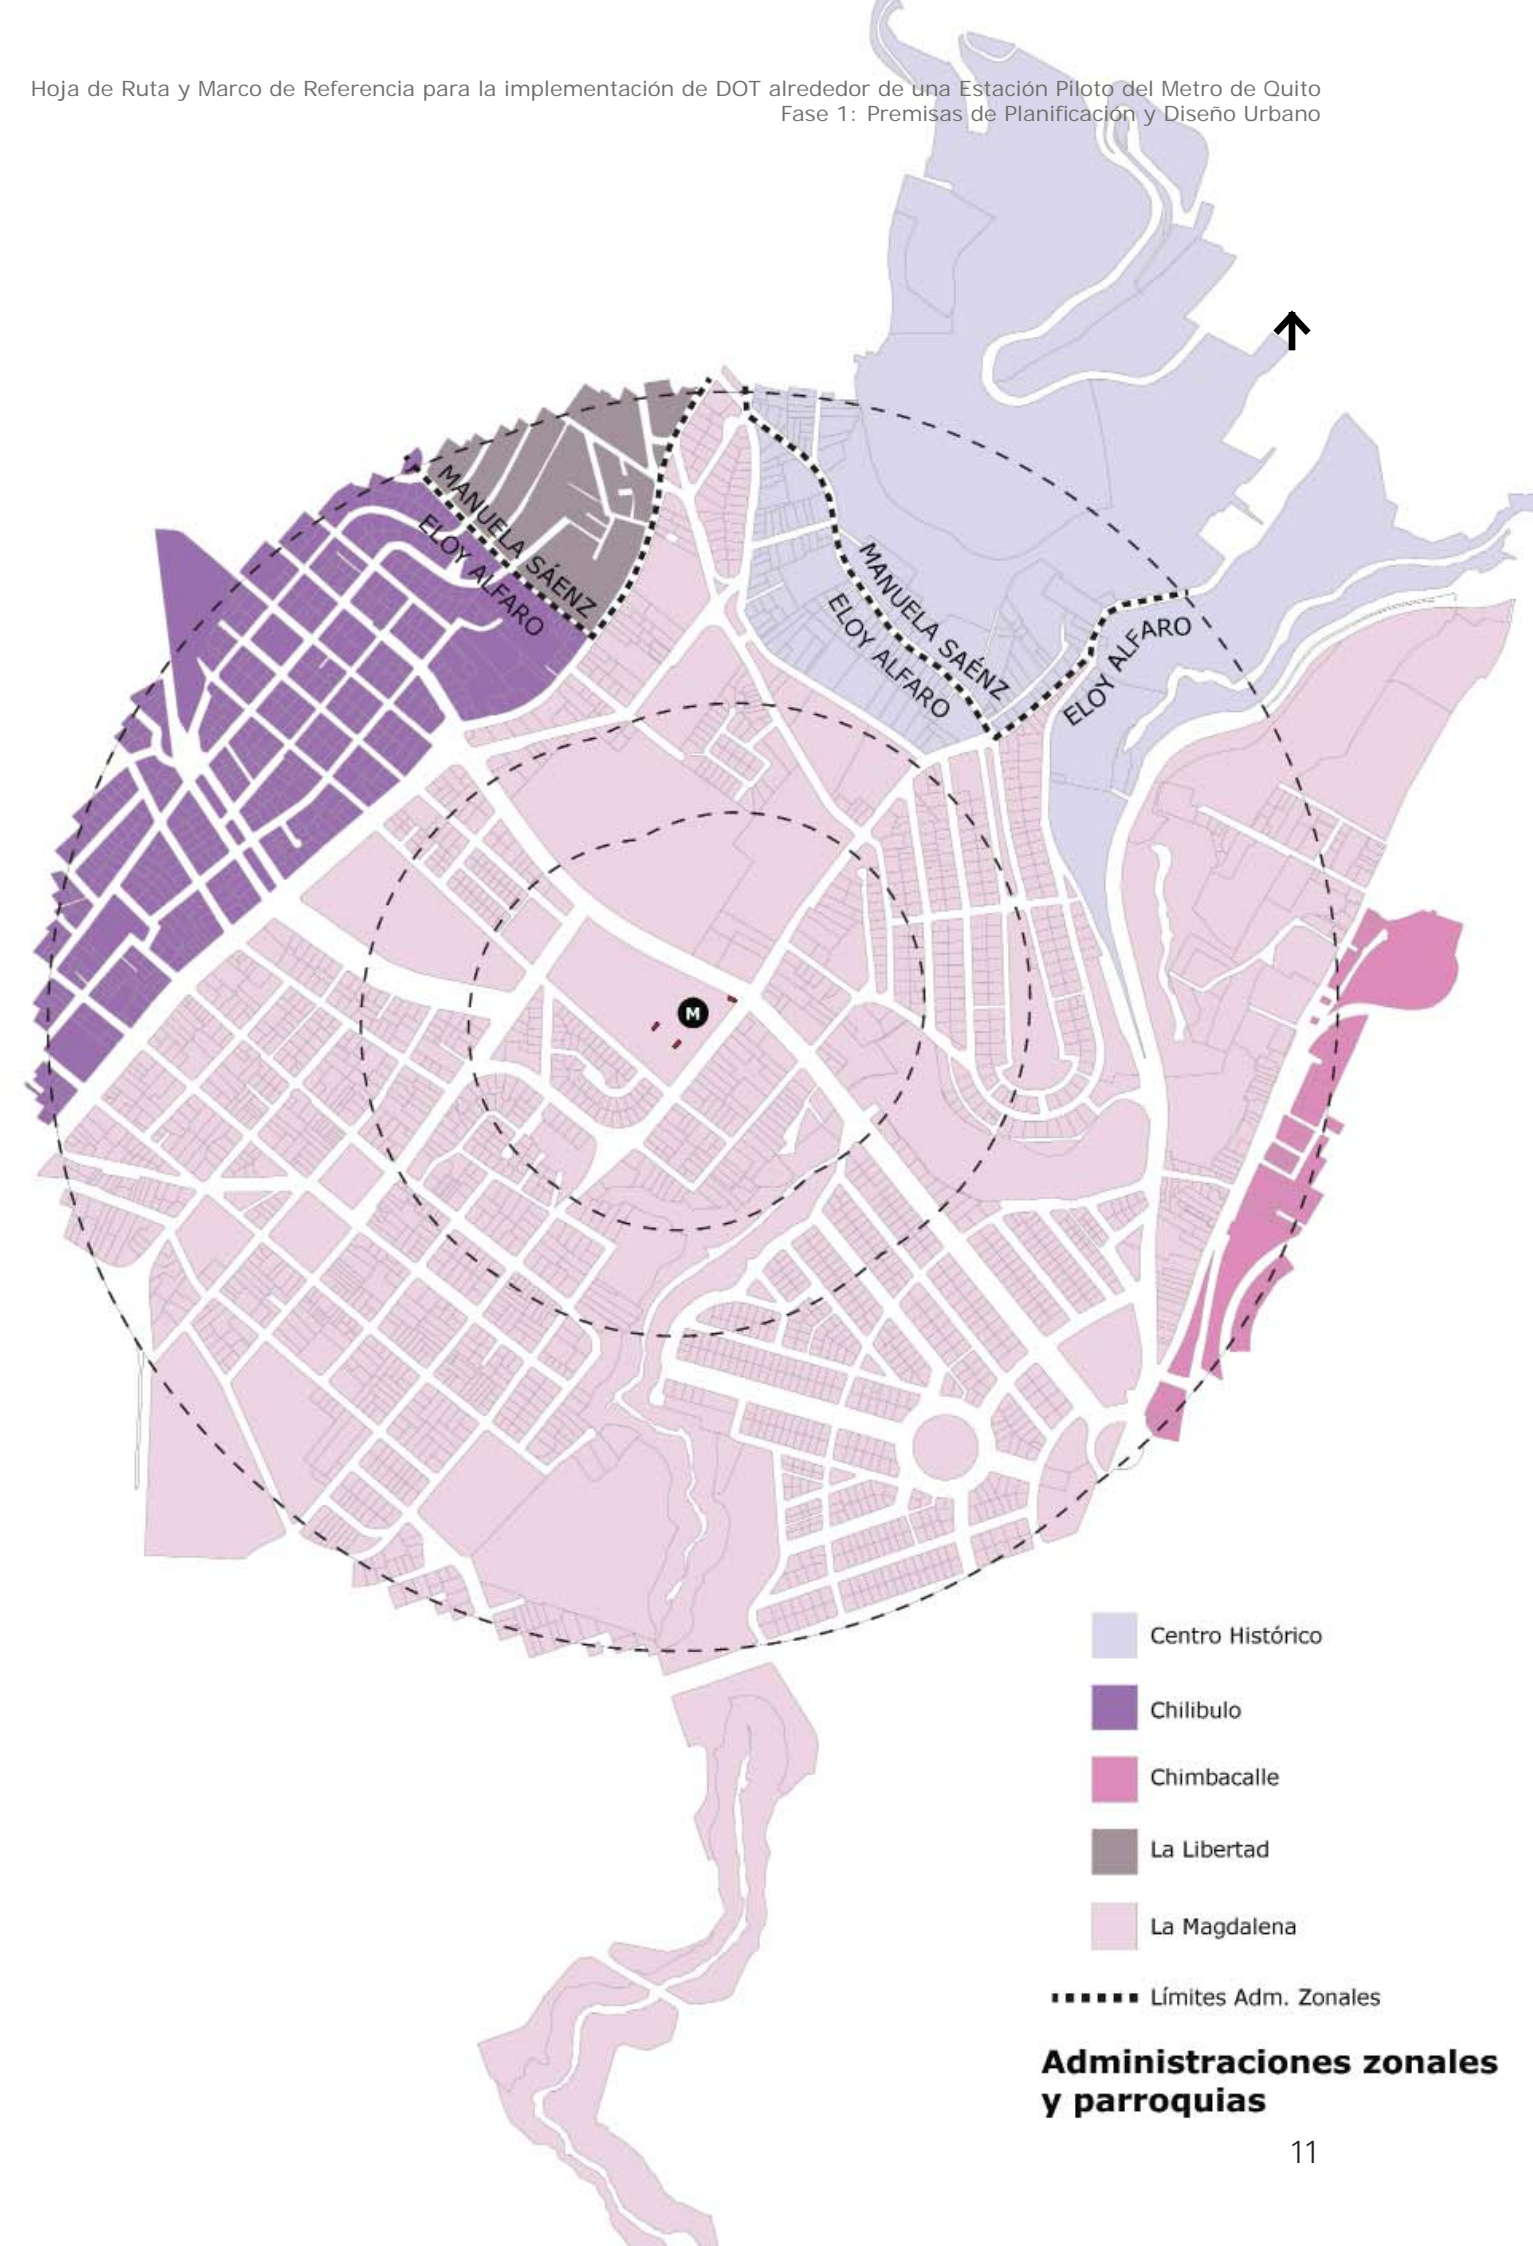 Hoja de Ruta y Marco de Referencia para la implementación de DOT alrededor de una Estación Piloto del Metro de Quito
Fase 1: Premisas de Planificación y Diseño Urbano
MANUELA SÁENZ
ELOY ALFARO
MANUELA SAÉNZ
ELOY ALFARO
ELOY ALFARO
M
Centro Histórico
Chilibulo
Chimbacalle
La Libertad
La Magdalena
Límites Adm. Zonales
Administraciones zonales
y parroquias
11